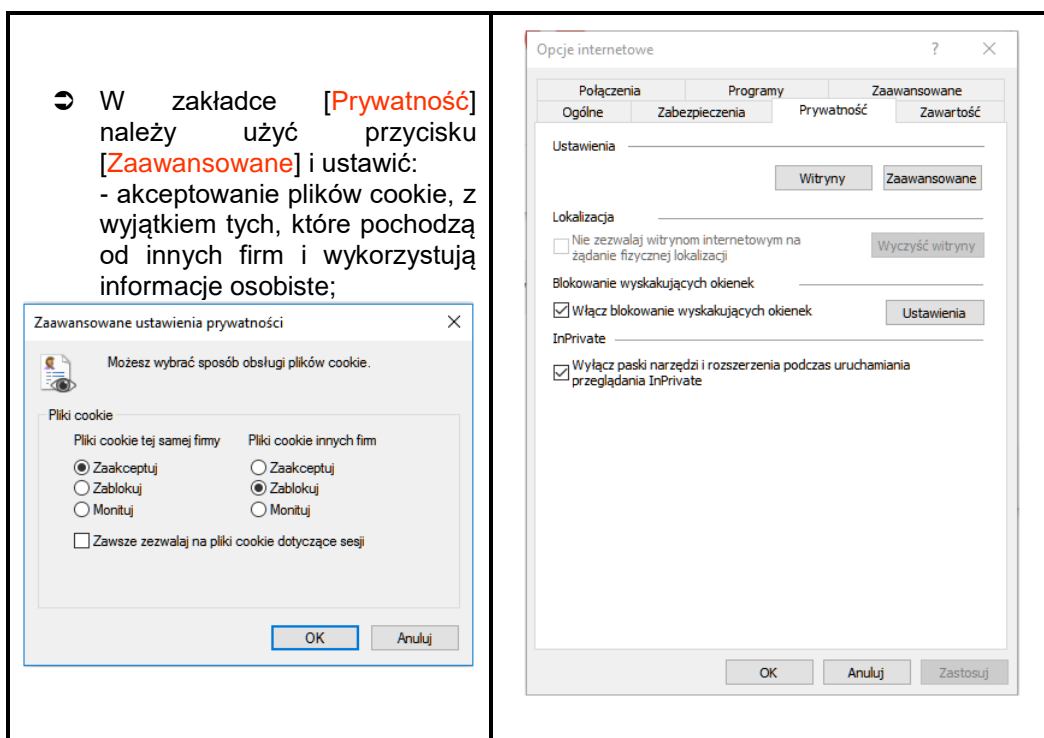 ➲ W zakładce [Prywatność]
należy użyć przycisku
[Zaawansowane] i ustawić:
- akceptowanie plików cookie, z
wyjątkiem tych, które pochodzą
od innych firm i wykorzystują
informacje osobiste;
Zaawansowane ustawienia prywatności
Możesz wybrać sposób obsługi plików cookie.
Pliki cookie
Pliki cookie tej samej firmy Pliki cookie innych firm
Zaakceptuj Zaakceptuj
Zablokuj Zablokuj
Monituj Monituj
Zawsze zezwalaj na pliki cookie dotyczące sesji
OK Anuluj
Opcje internetowe ?
Połączenia Programy Zaawansowane
Ogólne Zabezpieczenia Prywatność Zawartość
Ustawienia
Witryny Zaawansowane
Lokalizacja
Nie zezwalaj witrynom internetowym na
żądanie fizycznej lokalizacji
Wyczyść witryny
Blokowanie wyskakujących okienek
Włącz blokowanie wyskakujących okienek Ustawienia
InPrivate
Wyłącz paski narzędzi i rozszerzenia podczas uruchamiania
przeglądania InPrivate
OK Anuluj Zastosuj